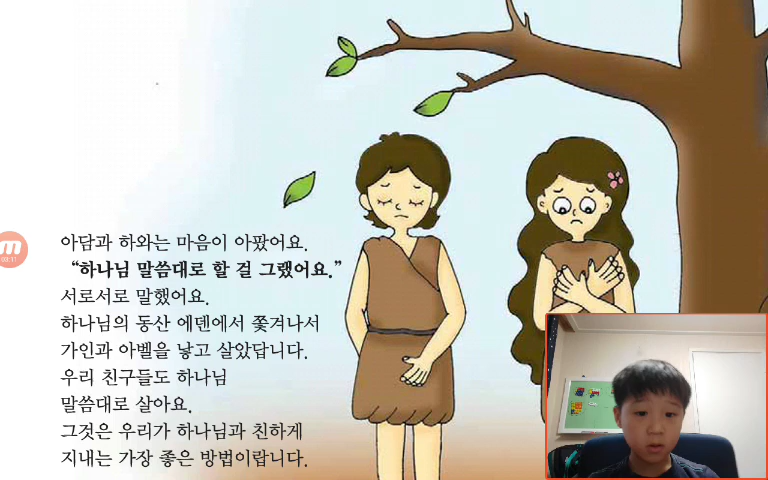 아담과 하와는 마음이 아팠어요.
“하나님 말씀대로 할 걸 그랬어요.”
서로서로 말했어요.
하나님의 동산 에덴에서 쫓겨나서
가인과 아벨을 낳고 살았답니다.
우리 친구들도 하나님
말씀대로 살아요.
그것은 우리가 하나님과 친하게
지내는 가장 좋은 방법이랍니다.
m